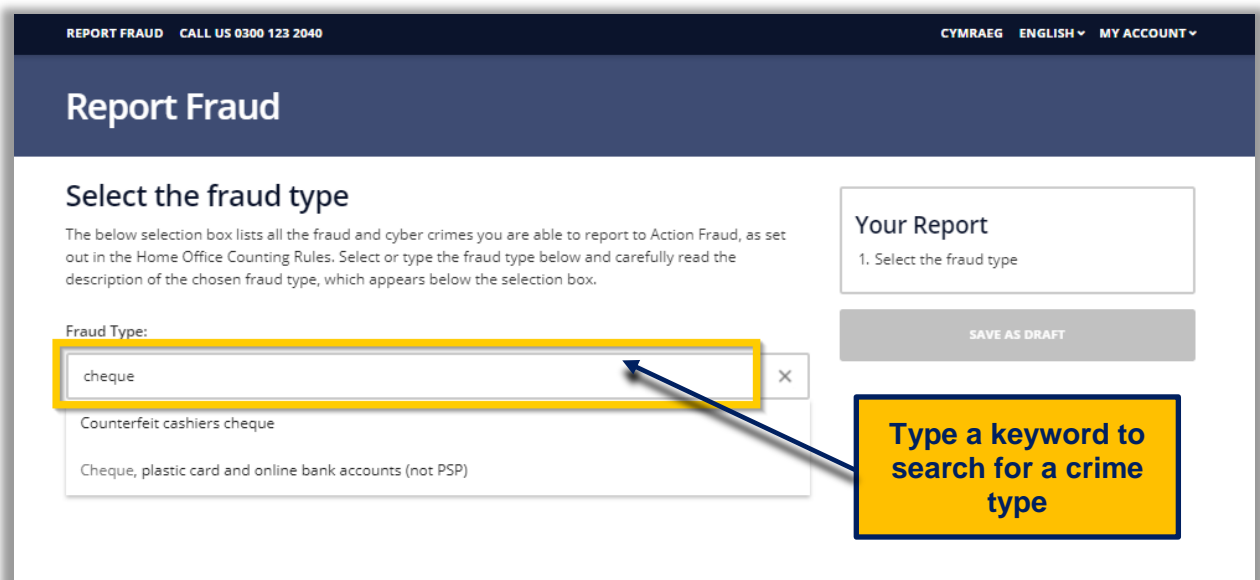 REPORT FRAUD CALL US 0300 123 2040 CYMRAEG ENGLISH MY ACCOUNT
Report Fraud
Select the fraud type
The below selection box lists all the fraud and cyber crimes you are able to report to Action Fraud, as set
out in the Home Office Counting Rules. Select or type the fraud type below and carefully read the
description of the chosen fraud type, which appears below the selection box.
Fraud Type:
cheque
Counterfeit cashiers cheque
Cheque, plastic card and online bank accounts (not PSP)
Your Report
1. Select the fraud type
SAVE AS DRAFT
Type a keyword to
search for a crime
type